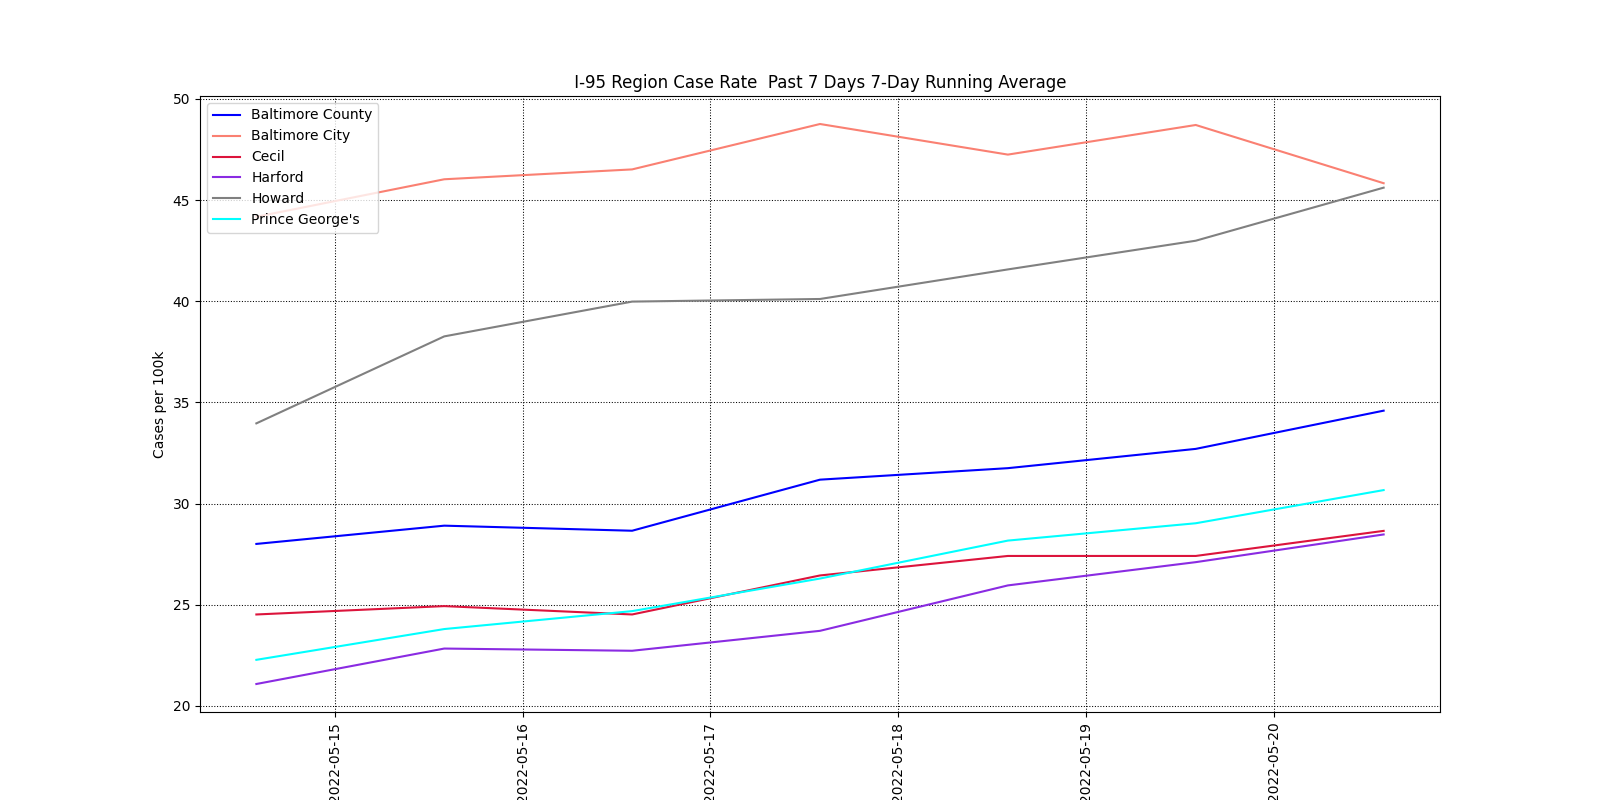 I-95 Region Case Rate  Past 7 Days 7-Day Running Average
Baltimore County
Baltimore City
Cecil
Harford
Howard
Prince George's
Cases per 100k
50
45
40
35
30
25
20
2022-05-15
2022-05-16
2022-05-17
2022-05-18
2022-05-19
2022-05-20